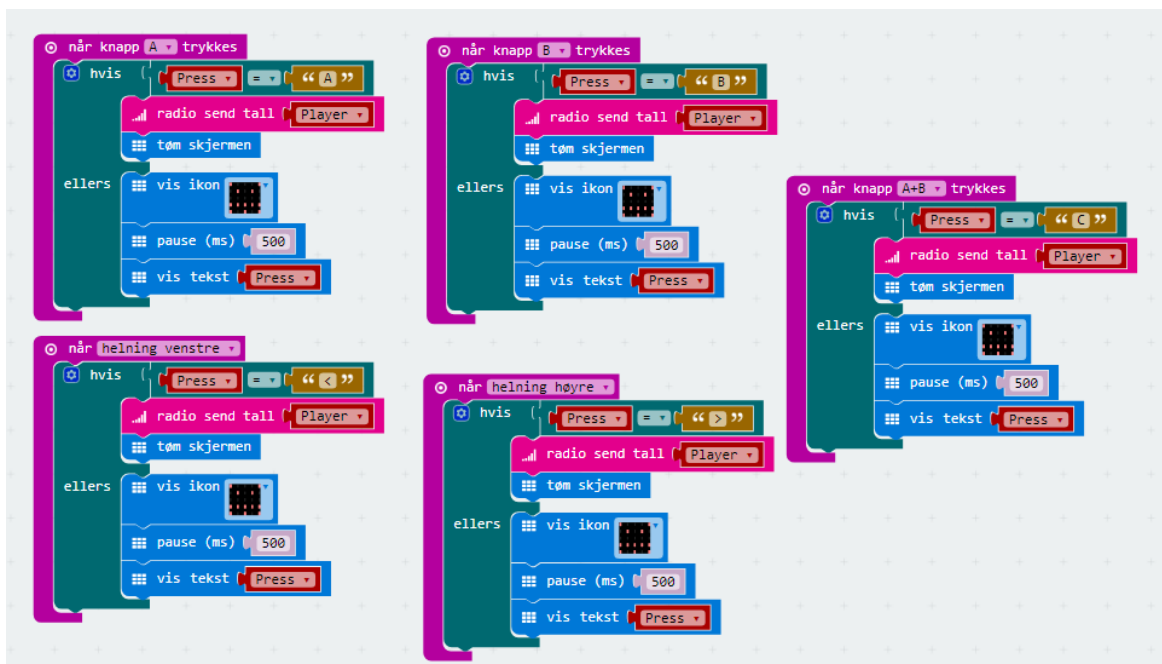 når knapp A trykkes
hvis Press = “ A ”
radio send tall Player
tøm skjermen
ellers vis ikon
pause (ms) 500
vis tekst Press
når knapp B trykkes
hvis Press = “ B ”
radio send tall Player
tøm skjermen
ellers vis ikon
pause (ms) 500
vis tekst Press
når knapp A+B trykkes
hvis Press = “ C ”
radio send tall Player
tøm skjermen
ellers vis ikon
pause (ms) 500
vis tekst Press
når helning venstre
hvis Press = “ < ”
radio send tall Player
tøm skjermen
ellers vis ikon
pause (ms) 500
vis tekst Press
når helning høyre
hvis Press = “ > ”
radio send tall Player
tøm skjermen
ellers vis ikon
pause (ms) 500
vis tekst Press